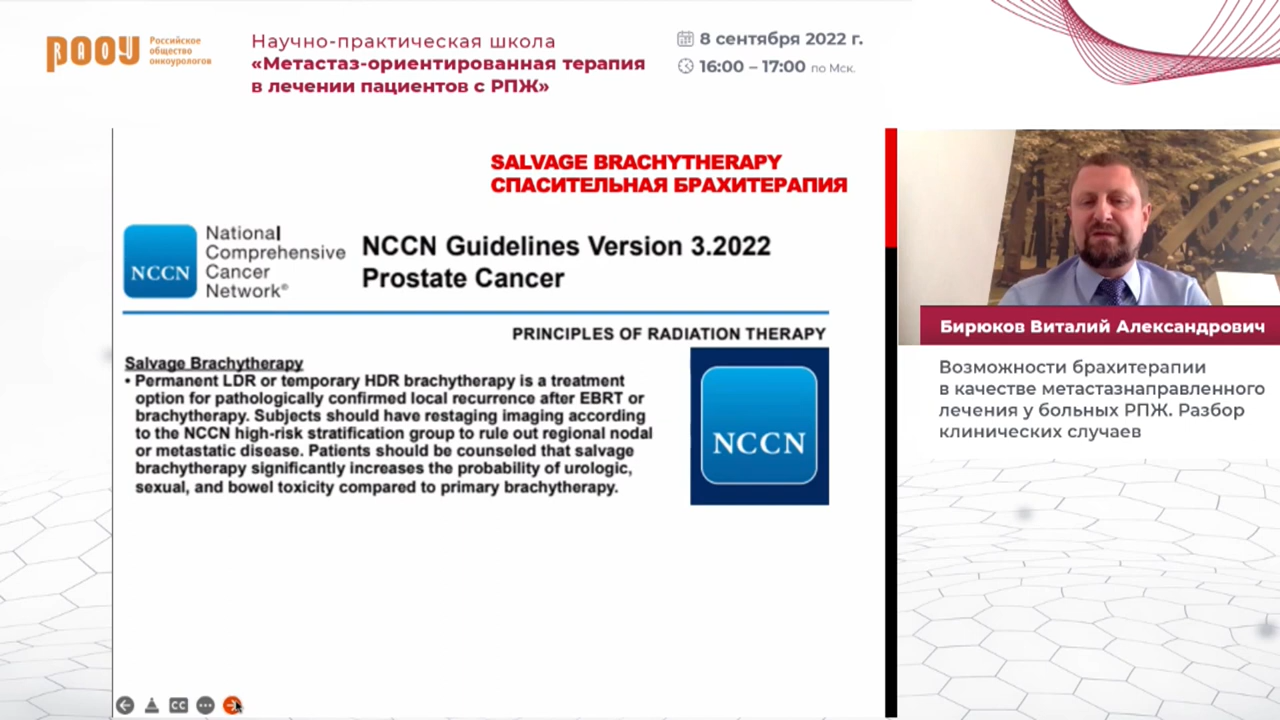 РАОУ
Российское
общество
онкоурологов
Научно-практическая школа
«Метастаз-ориентированная терапия
в лечении пациентов с РПЖ»
8 сентября 2022 г.
16:00 – 17:00 по Мск.
SALVAGE BRACHYTHERAPY
СПАСИТЕЛЬНАЯ БРАХИТЕРАПИЯ
NCCN
National
Comprehensive
Cancer
Network®
NCCN Guidelines Version 3.2022
Prostate Cancer
PRINCIPLES OF RADIATION THERAPY
Salvage Brachytherapy
• Permanent LDR or temporary HDR brachytherapy is a treatment
option for pathologically confirmed local recurrence after EBRT or
brachytherapy. Subjects should have restaging imaging according
to the NCCN high-risk stratification group to rule out regional nodal
or metastatic disease. Patients should be counseled that salvage
brachytherapy significantly increases the probability of urologic,
sexual, and bowel toxicity compared to primary brachytherapy.
NCCN
Бирюков Виталий Александрович
Возможности брахитерапии
в качестве метастазнаправленного
лечения у больных РПЖ. Разбор
клинических случаев
CC